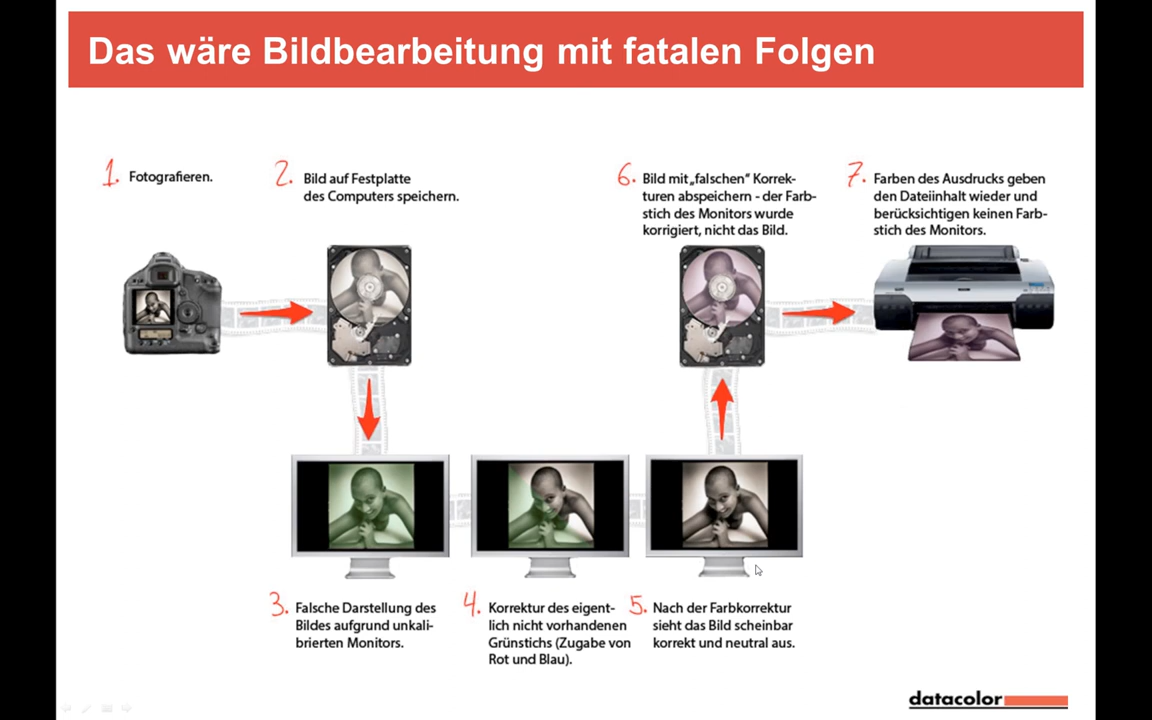 Das wäre Bildbearbeitung mit fatalen Folgen
1. Fotografieren.
2. Bild auf Festplatte
des Computers speichern.
6. Bild mit „falschen“ Korrek-
turen abspeichern - der Farb-
stich des Monitors wurde
korrigiert, nicht das Bild.
7. Farben des Ausdrucks geben
den Dateiinhalt wieder und
berücksichtigen keinen Farb-
stich des Monitors.
3. Falsche Darstellung des
Bildes aufgrund unkali-
brierten Monitors.
4. Korrektur des eigent-
lich nicht vorhandenen
Grünstichs (Zugabe von
Rot und Blau).
5. Nach der Farbkorrektur
sieht das Bild scheinbar
korrekt und neutral aus.
datacolor